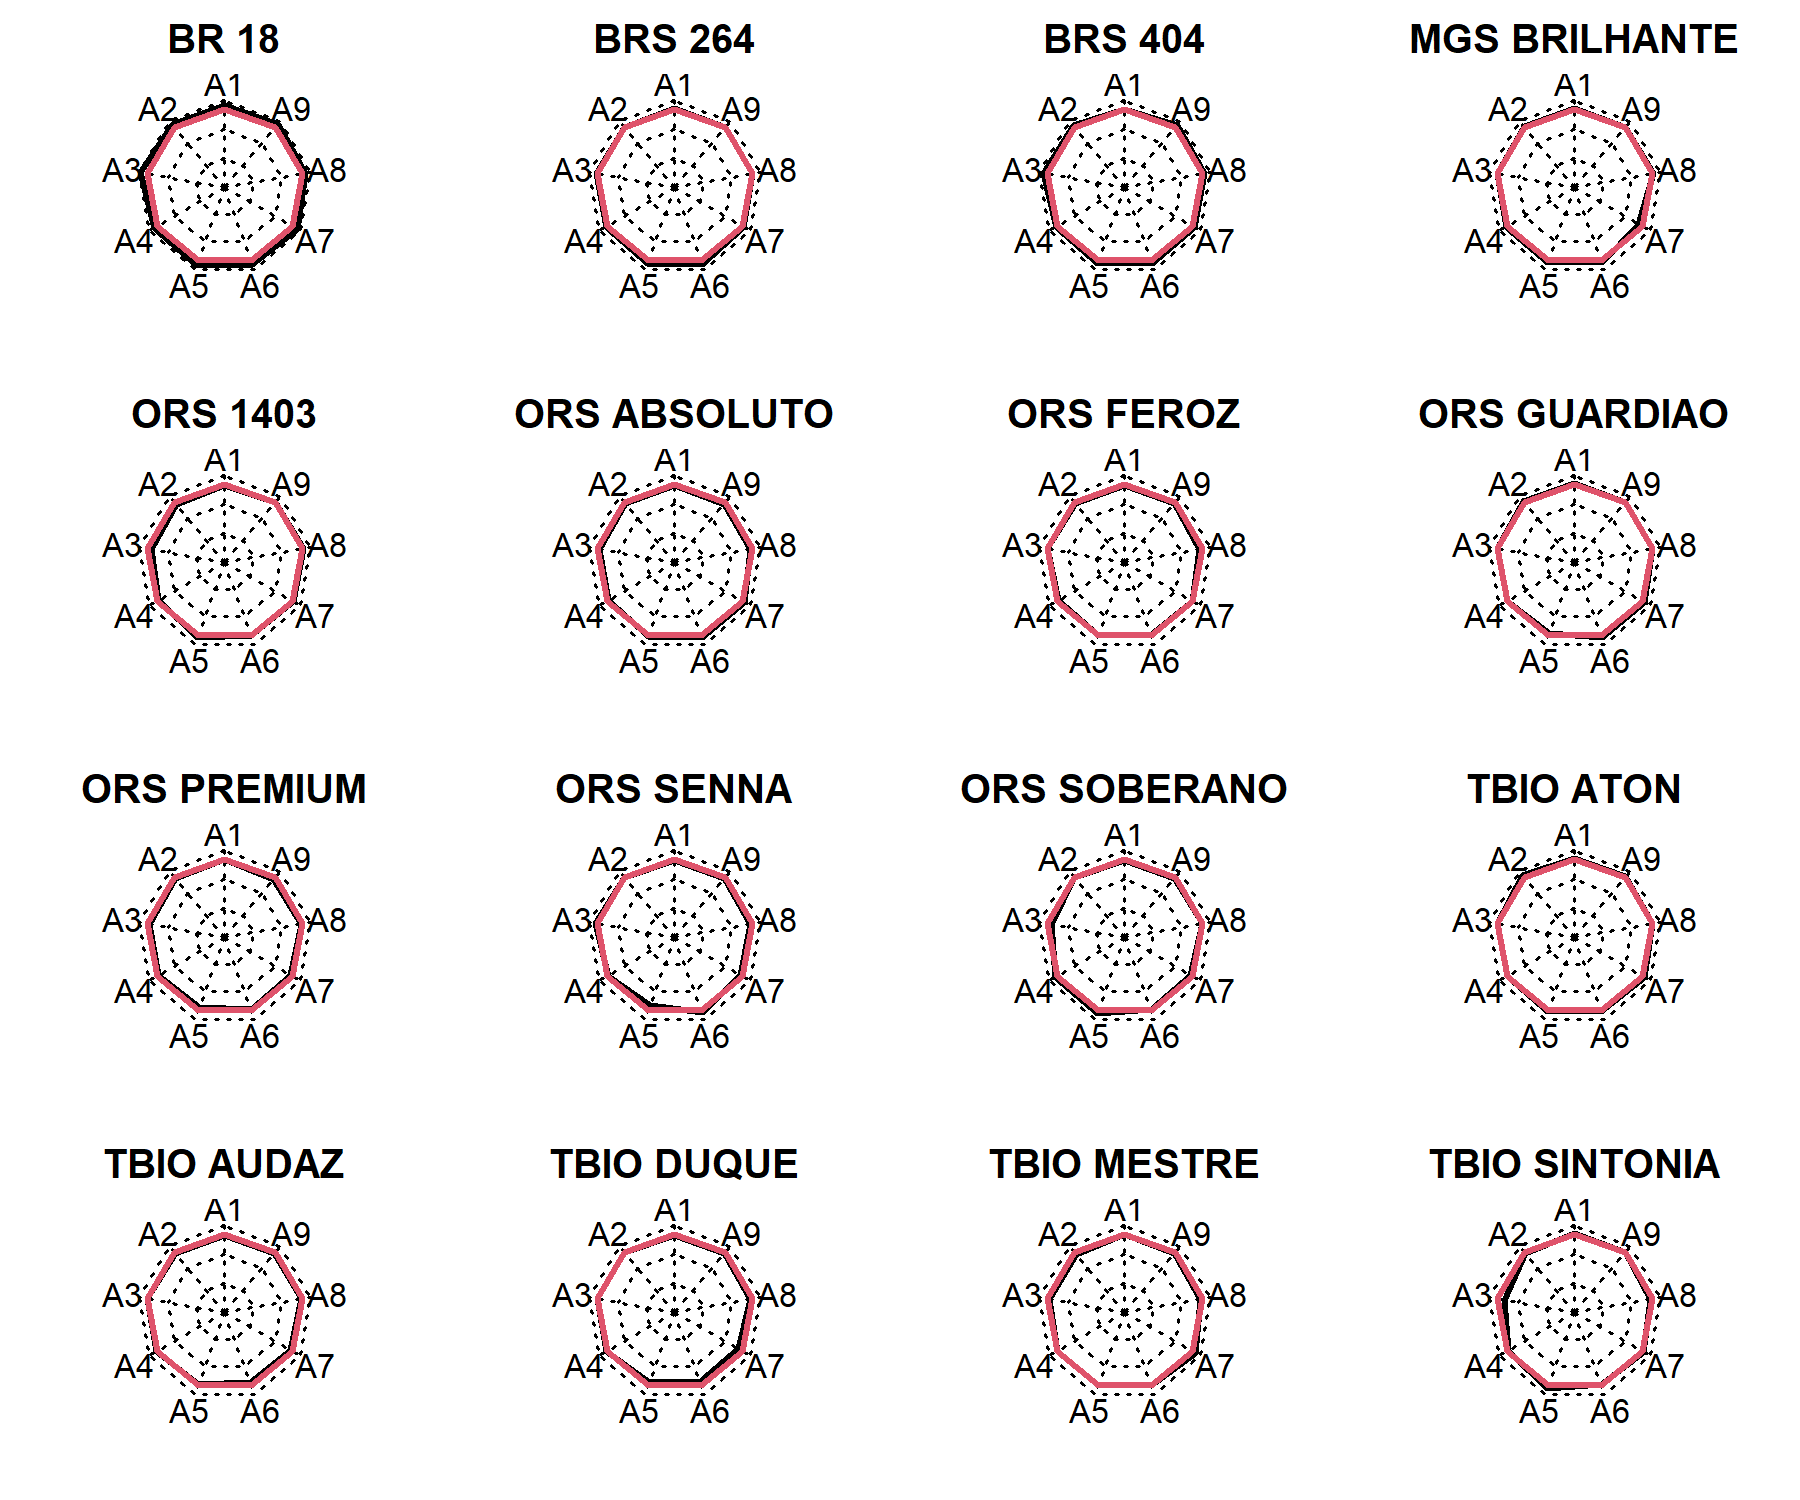 BR 18
BRS 264
BRS 404
MGS BRILHANTE
A1
A2
A9
A3
A8
A4
A7
A5
A6
A1
A2
A9
A3
A8
A4
A7
A5
A6
A1
A2
A9
A3
A8
A4
A7
A5
A6
A1
A2
A9
A3
A8
A4
A7
A5
A6
ORS 1403
ORS ABSOLUTO
ORS FEROZ
ORS GUARDIAO
A1
A2
A9
A3
A8
A4
A7
A5
A6
A1
A2
A9
A3
A8
A4
A7
A5
A6
A1
A2
A9
A3
A8
A4
A7
A5
A6
A1
A2
A9
A3
A8
A4
A7
A5
A6
ORS PREMIUM
ORS SENNA
ORS SOBERANO
TBIO ATON
A1
A2
A9
A3
A8
A4
A7
A5
A6
A1
A2
A9
A3
A8
A4
A7
A5
A6
A1
A2
A9
A3
A8
A4
A7
A5
A6
A1
A2
A9
A3
A8
A4
A7
A5
A6
TBIO AUDAZ
TBIO DUQUE
TBIO MESTRE
TBIO SINTONIA
A1
A2
A9
A3
A8
A4
A7
A5
A6
A1
A2
A9
A3
A8
A4
A7
A5
A6
A1
A2
A9
A3
A8
A4
A7
A5
A6
A1
A2
A9
A3
A8
A4
A7
A5
A6